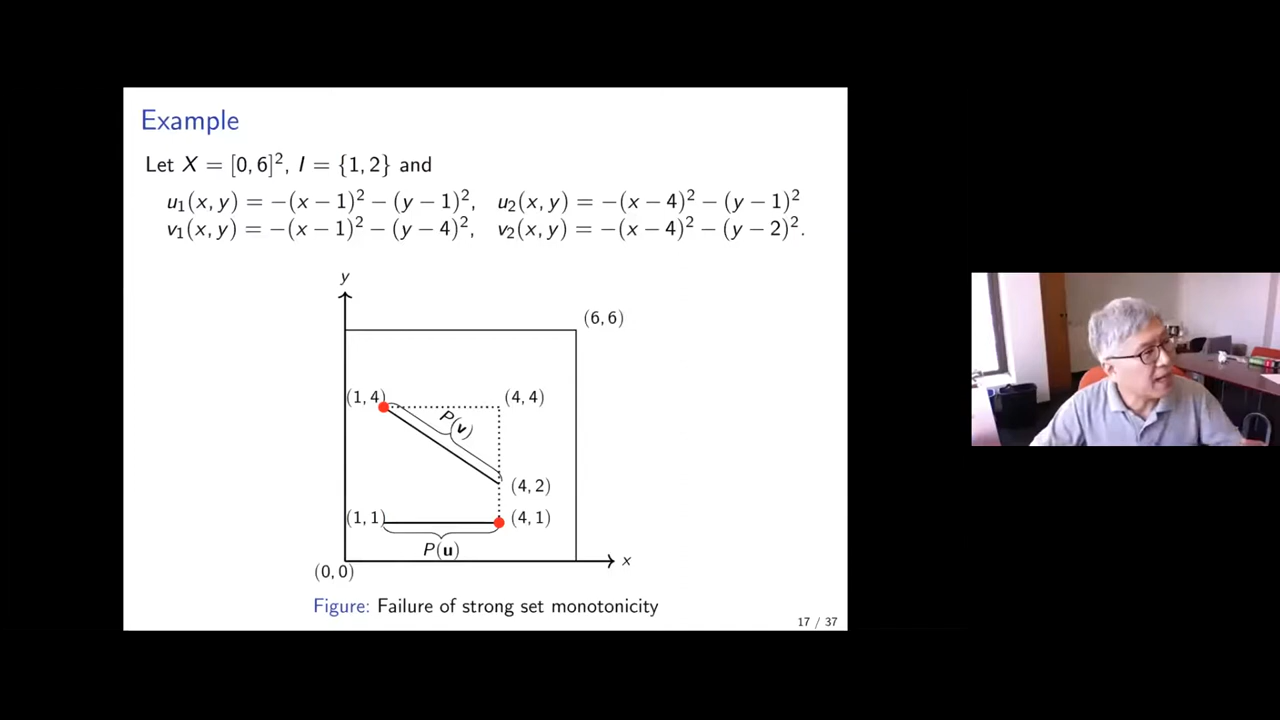 Example
Let X = [0, 6]², I = {1, 2} and
u₁(x, y) = −(x − 1)² − (y − 1)², u₂(x, y) = −(x − 4)² − (y − 1)²
v₁(x, y) = −(x − 1)² − (y − 4)², v₂(x, y) = −(x − 4)² − (y − 2)².
y
(6, 6)
(1, 4)
(4, 4)
P(v)
(4, 2)
(1, 1)
(4, 1)
P(u)
x
(0, 0)
Figure: Failure of strong set monotonicity
17 / 37